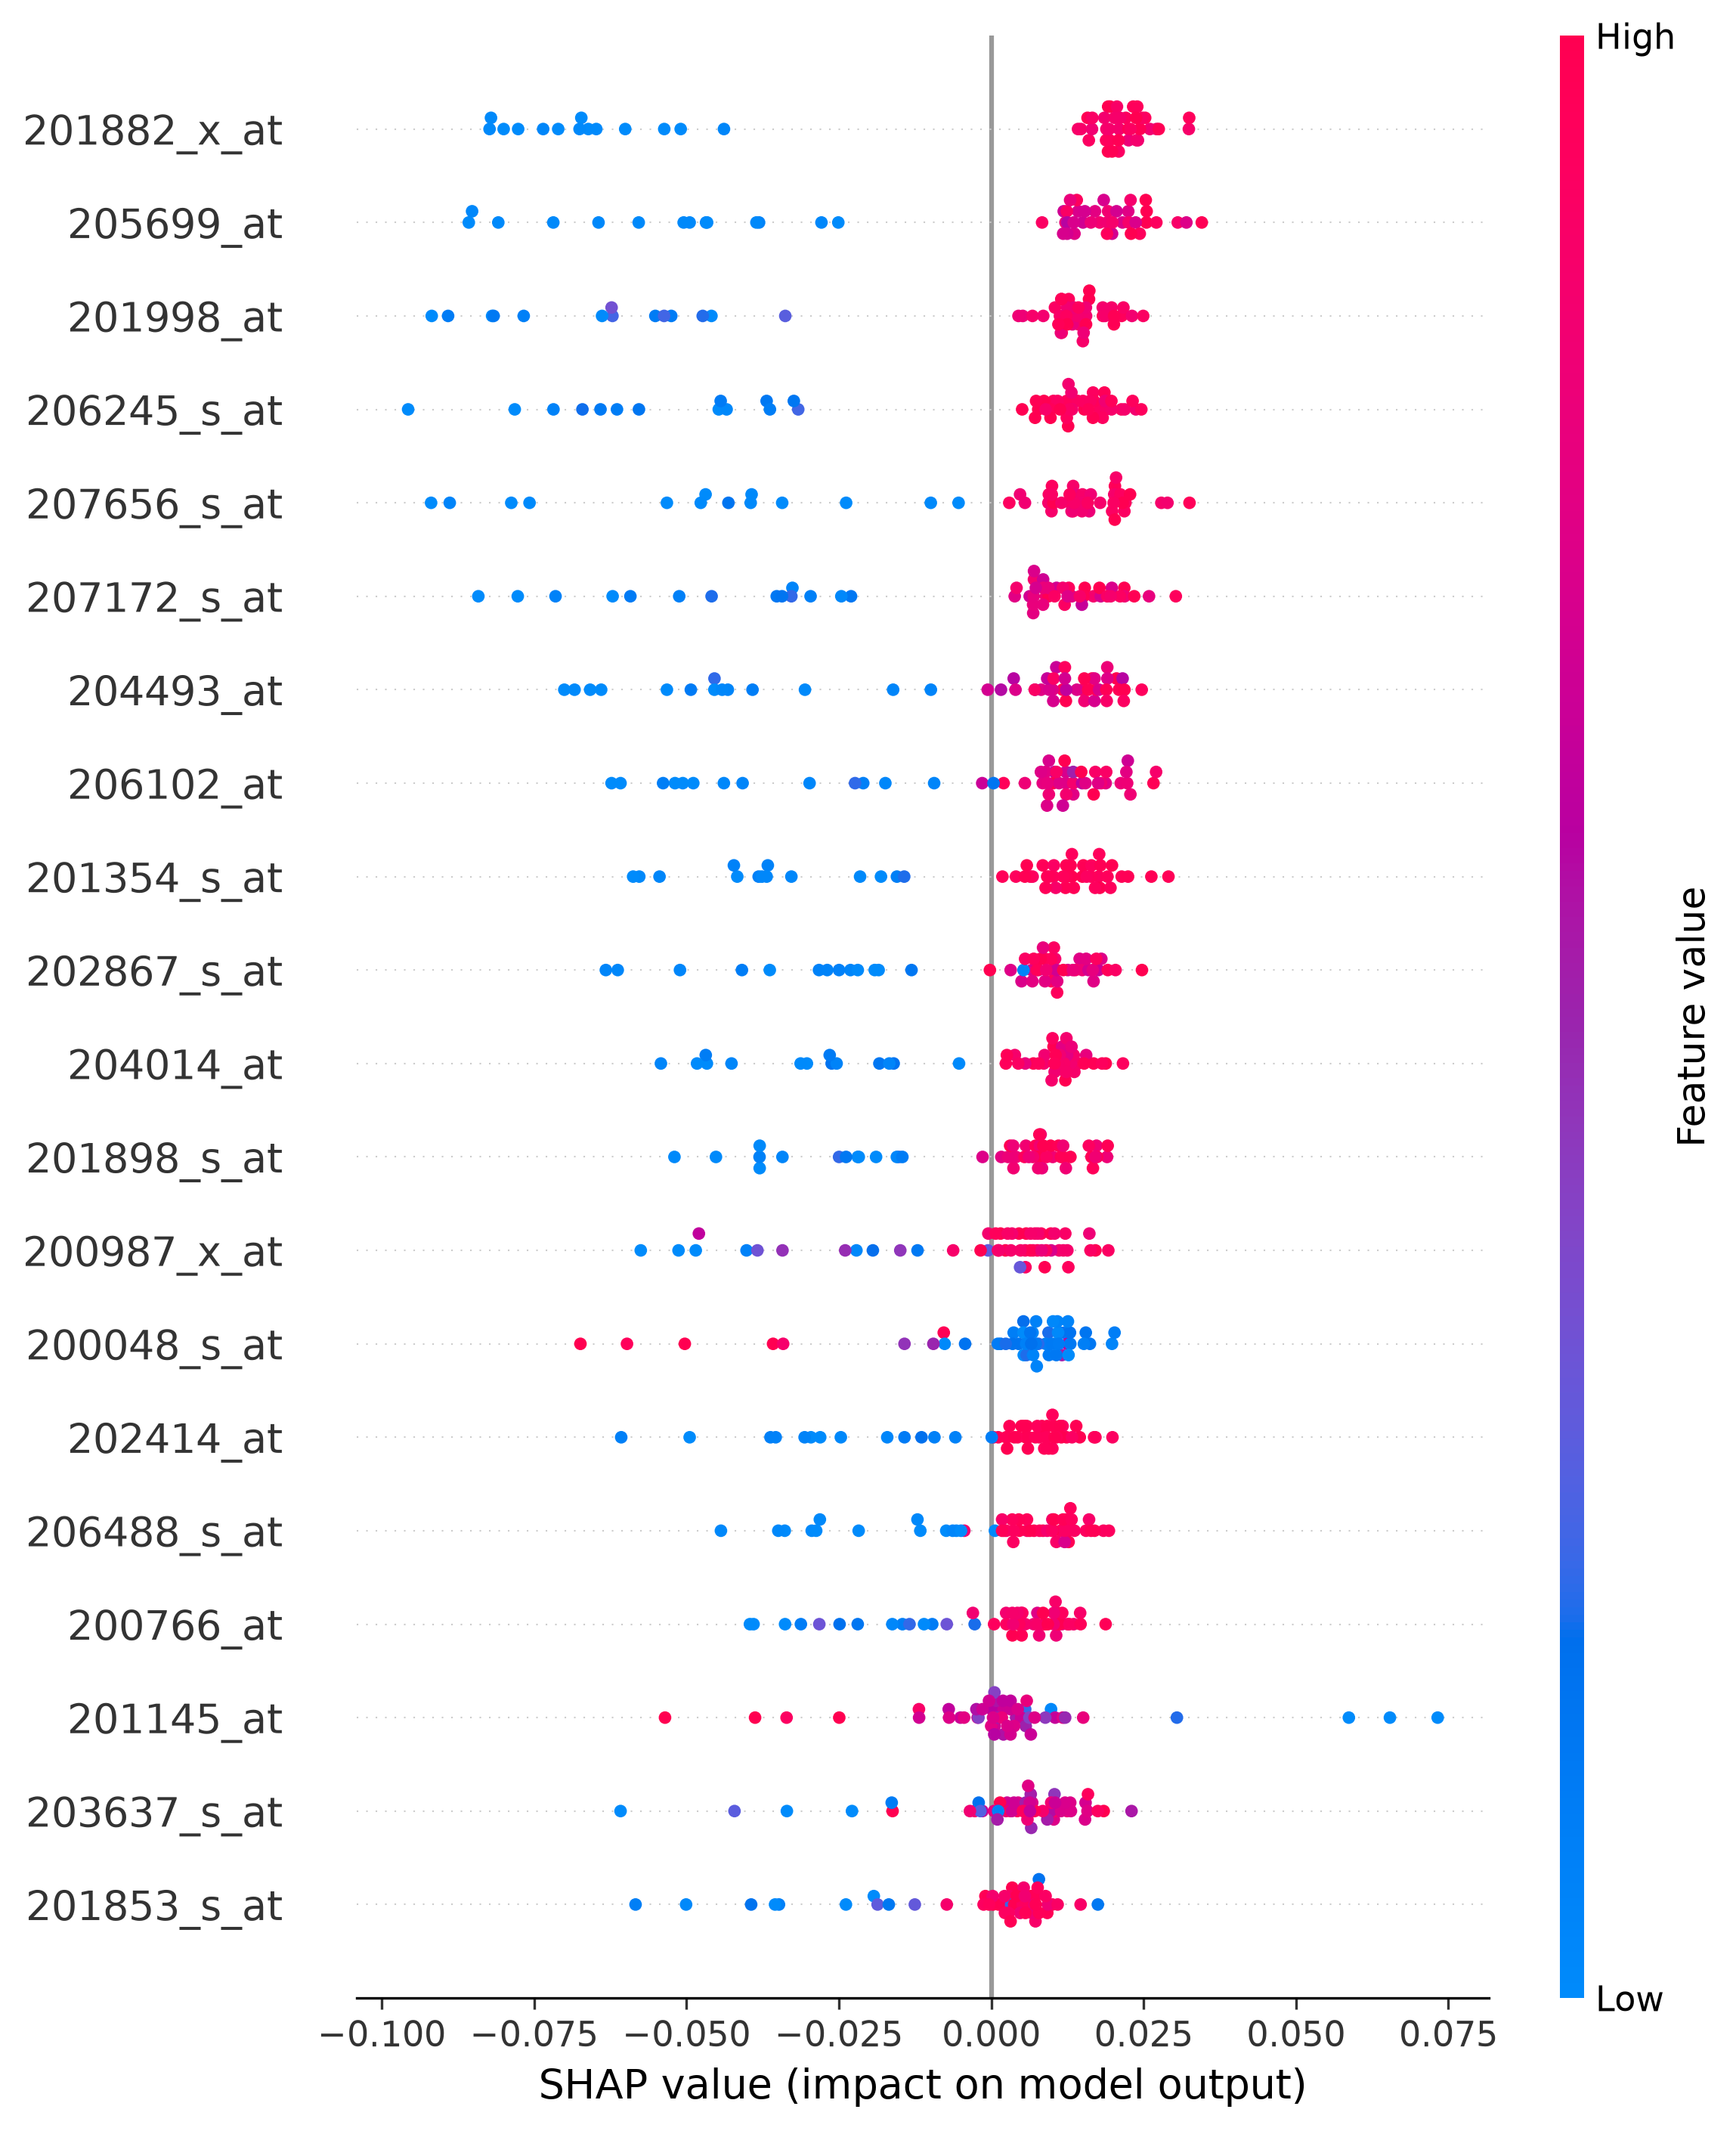 High
201882_x_at
205699_at
201998_at
206245_s_at
207656_s_at
207172_s_at
204493_at
206102_at
201354_s_at
202867_s_at
204014_at
201898_s_at
200987_x_at
200048_s_at
202414_at
206488_s_at
200766_at
201145_at
203637_s_at
201853_s_at
Feature value
Low
−0.100 −0.075 −0.050 −0.025 0.000 0.025 0.050 0.075
SHAP value (impact on model output)